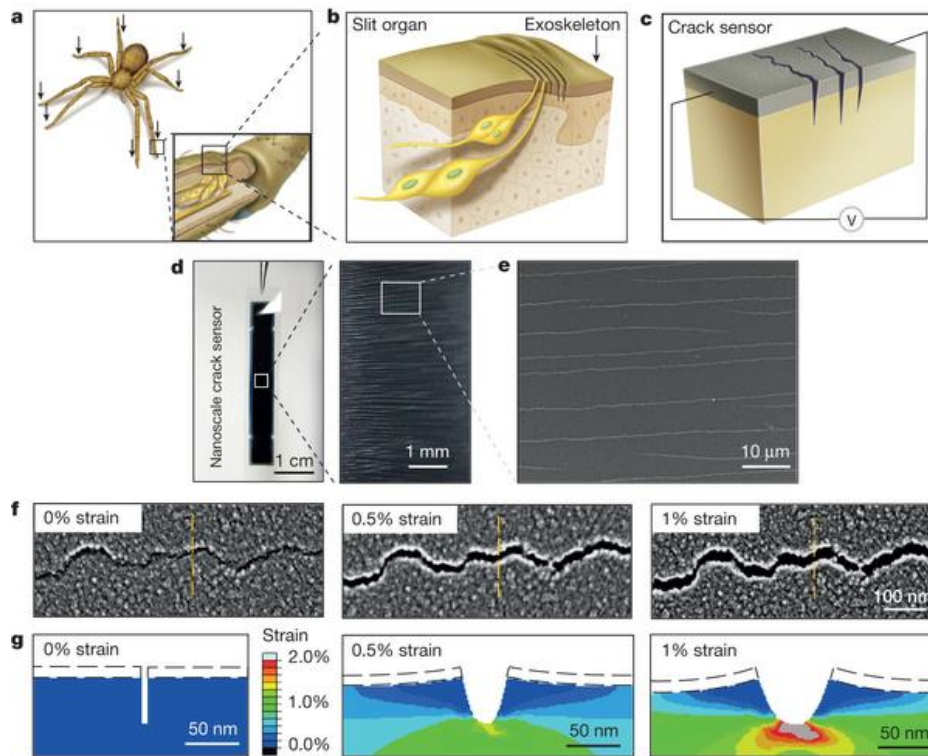 a
b
Slit organ
Exoskeleton
c
Crack sensor
V
d
Nanoscale crack sensor
1 cm
1 mm
e
10 μm
f
0% strain
0.5% strain
1% strain
100 nm
g
0% strain
50 nm
Strain
2.0%
1.0%
0.0%
0.5% strain
50 nm
1% strain
50 nm